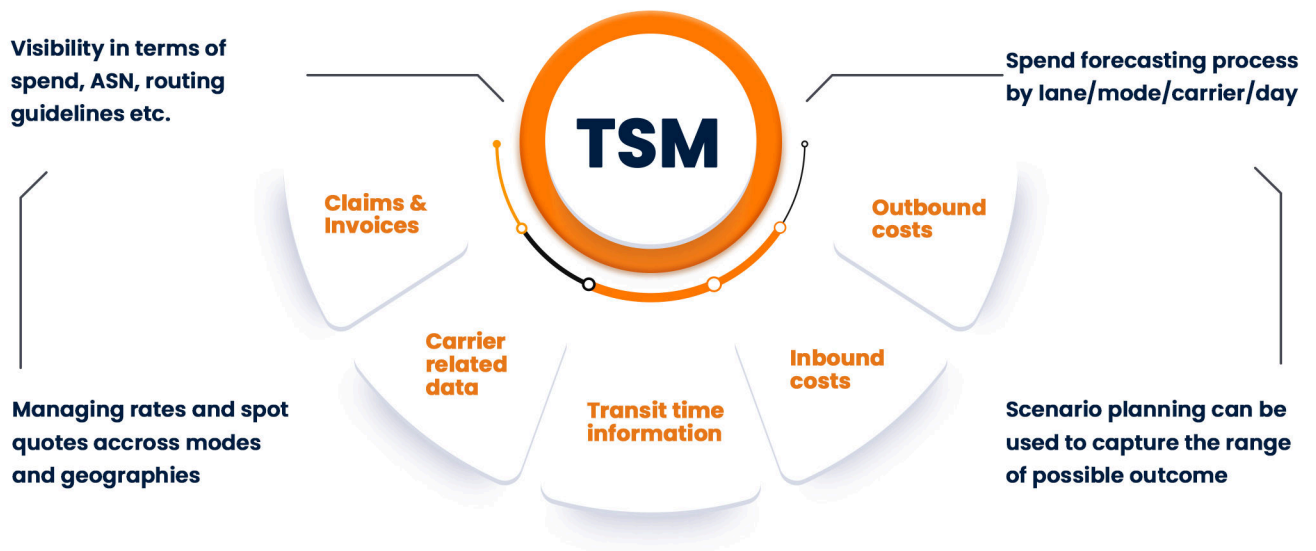 Visibility in terms of
spend, ASN, routing
guidelines etc.
TSM
Spend forecasting process
by lane/mode/carrier/day
Claims &
Invoices
Carrier
related
data
Transit time
information
Inbound
costs
Outbound
costs
Managing rates and spot
quotes accross modes
and geographies
Scenario planning can be
used to capture the range
of possible outcome